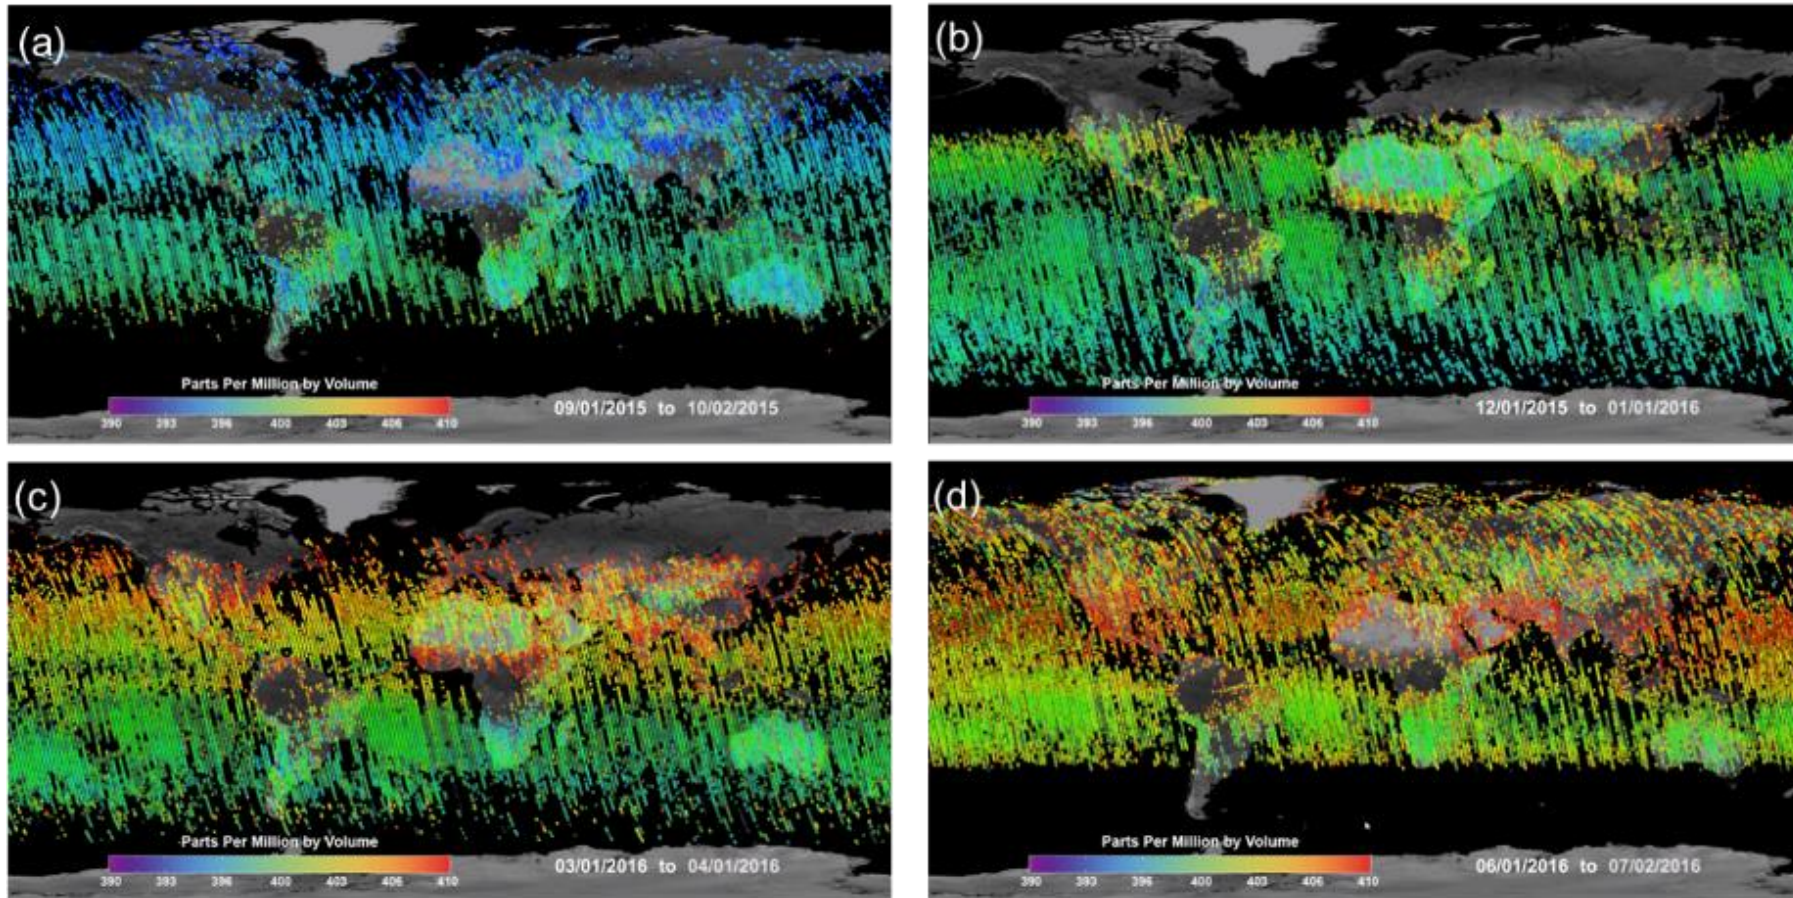 (a)
Parts Per Million by Volume
390 393 396 400 403 406 410
09/01/2015 to 10/02/2015
(b)
Parts Per Million by Volume
390 393 396 400 403 406 410
12/01/2015 to 01/01/2016
(c)
Parts Per Million by Volume
390 393 396 400 403 406 410
03/01/2016 to 04/01/2016
(d)
Parts Per Million by Volume
390 393 396 400 403 406 410
06/01/2016 to 07/02/2016